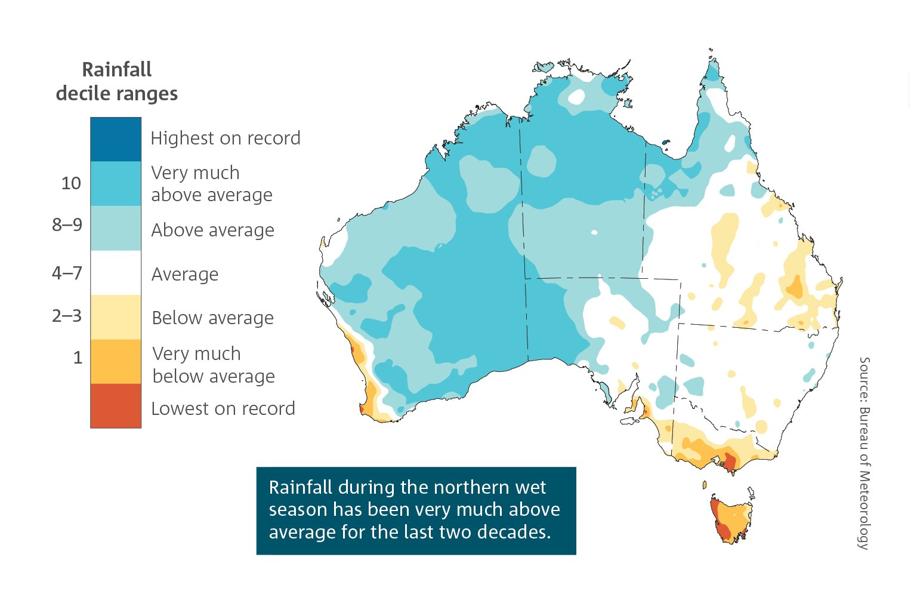 Rainfall
decile ranges
Highest on record
10
Very much
above average
8–9
Above average
4–7
Average
2–3
Below average
1
Very much
below average
Lowest on record
Rainfall during the northern wet
season has been very much above
average for the last two decades.
Source: Bureau of Meteorology